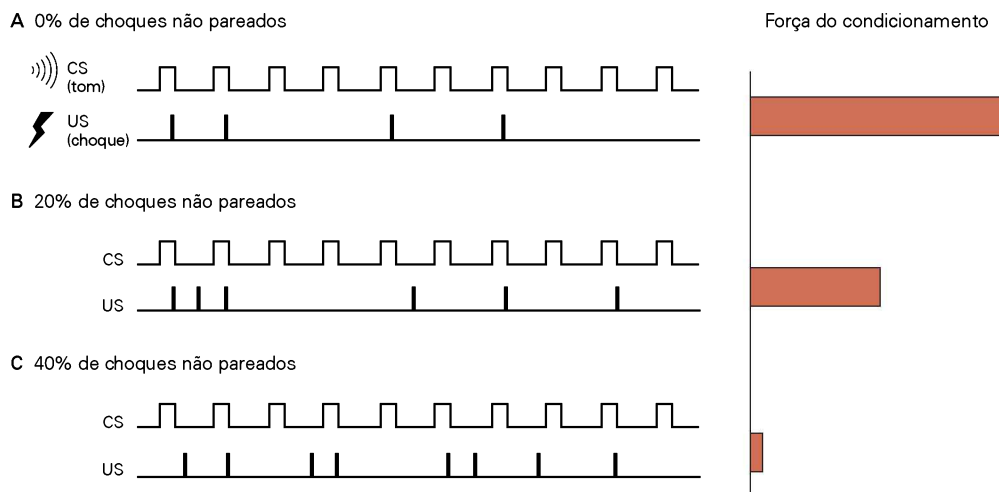 A 0% de choques não pareados
Força do condicionamento
CS
(tom)
US
(choque)
B 20% de choques não pareados
CS
US
C 40% de choques não pareados
CS
US